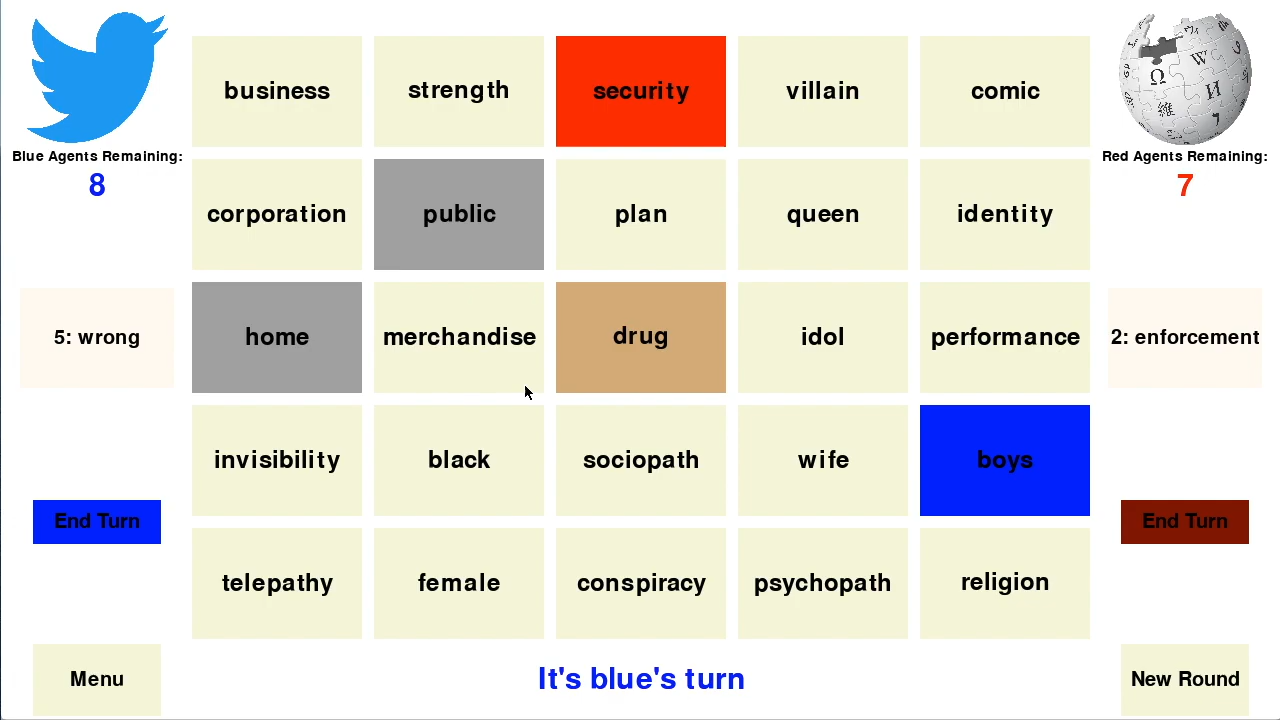 business
strength
security
villain
comic
Blue Agents Remaining:
8
Red Agents Remaining:
7
corporation
public
plan
queen
identity
5: wrong
home
merchandise
drug
idol
performance
2: enforcement
invisibility
black
sociopath
wife
boys
End Turn
End Turn
telepathy
female
conspiracy
psychopath
religion
Menu
It's blue's turn
New Round